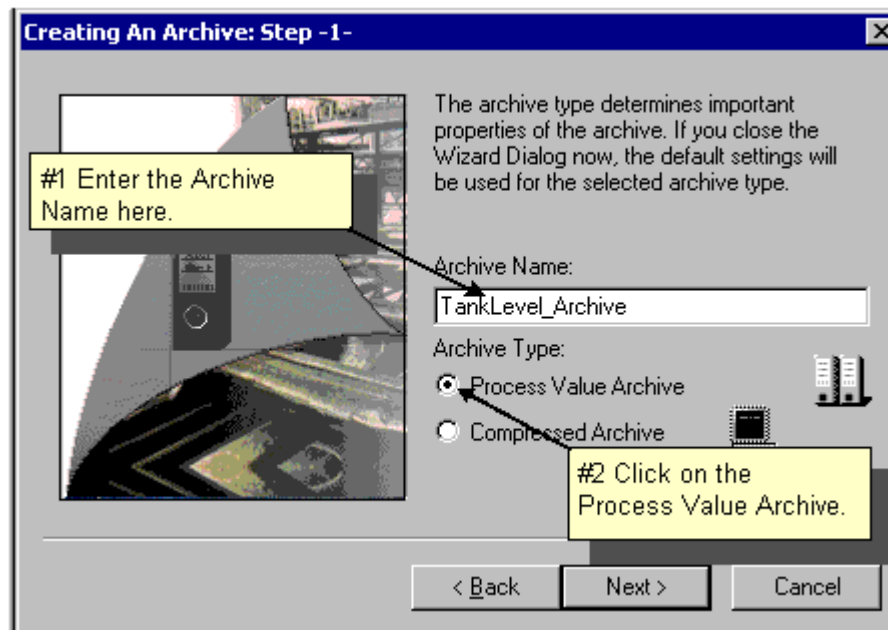 Creating An Archive: Step -1-
The archive type determines important
properties of the archive. If you close the
Wizard Dialog now, the default settings will
be used for the selected archive type.
#1 Enter the Archive
Name here.
Archive Name:
TankLevel_Archive
Archive Type:
Process Value Archive
Compressed Archive
#2 Click on the
Process Value Archive.
< Back
Next >
Cancel